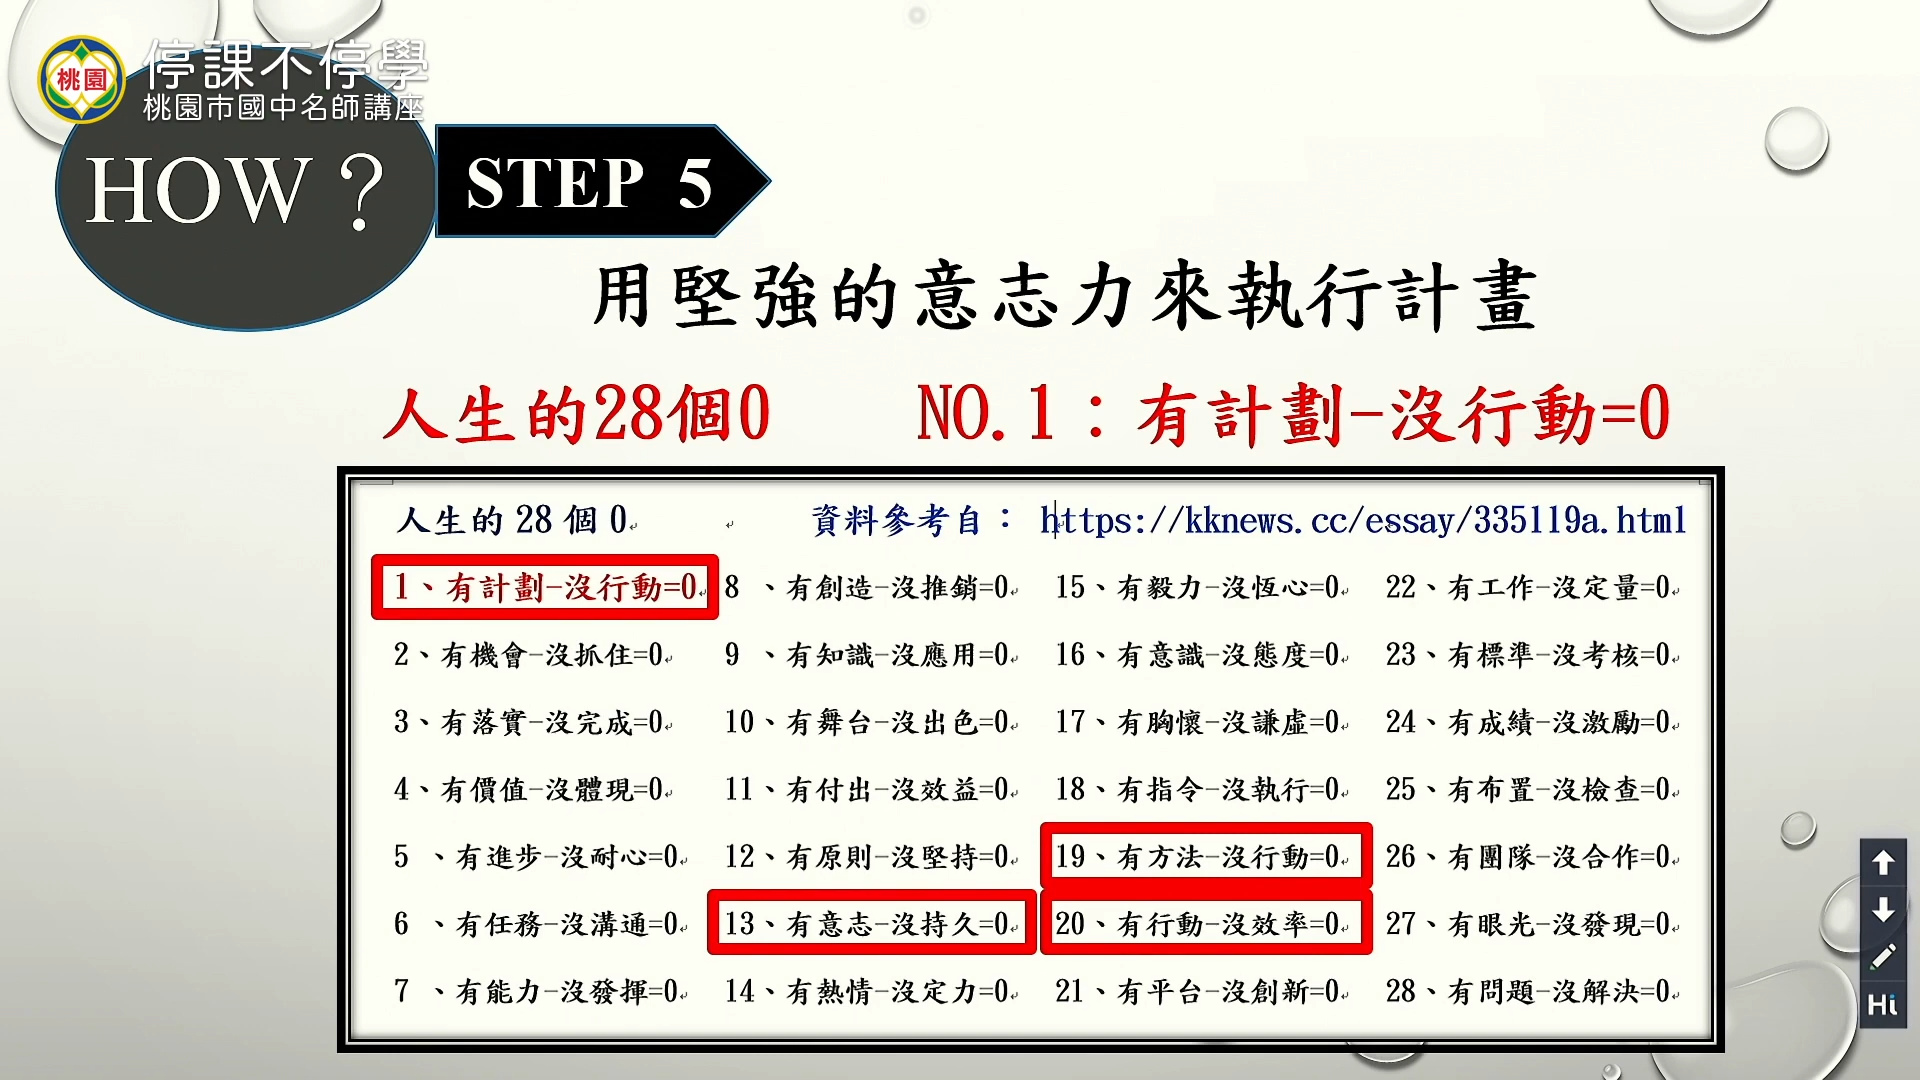 停課不停學
桃園
桃園市國中名師講座
HOW？
STEP 5
用堅強的意志力來執行計畫
人生的28個0 NO.1：有計劃-沒行動=0
人生的 28 個 0 資料參考自： https://kknews.cc/essay/335119a.html
1、有計劃-沒行動=0 8 、有創造-沒推銷=0 15、有毅力-沒恆心=0 22、有工作-沒定量=0
2、有機會-沒抓住=0 9 、有知識-沒應用=0 16、有意識-沒態度=0 23、有標準-沒考核=0
3、有落實-沒完成=0 10、有舞台-沒出色=0 17、有胸懷-沒謙虛=0 24、有成績-沒激勵=0
4、有價值-沒體現=0 11、有付出-沒效益=0 18、有指令-沒執行=0 25、有布置-沒檢查=0
5 、有進步-沒耐心=0 12、有原則-沒堅持=0 19、有方法-沒行動=0 26、有團隊-沒合作=0
6 、有任務-沒溝通=0 13、有意志-沒持久=0 20、有行動-沒效率=0 27、有眼光-沒發現=0
7 、有能力-沒發揮=0 14、有熱情-沒定力=0 21、有平台-沒創新=0 28、有問題-沒解決=0
Hi